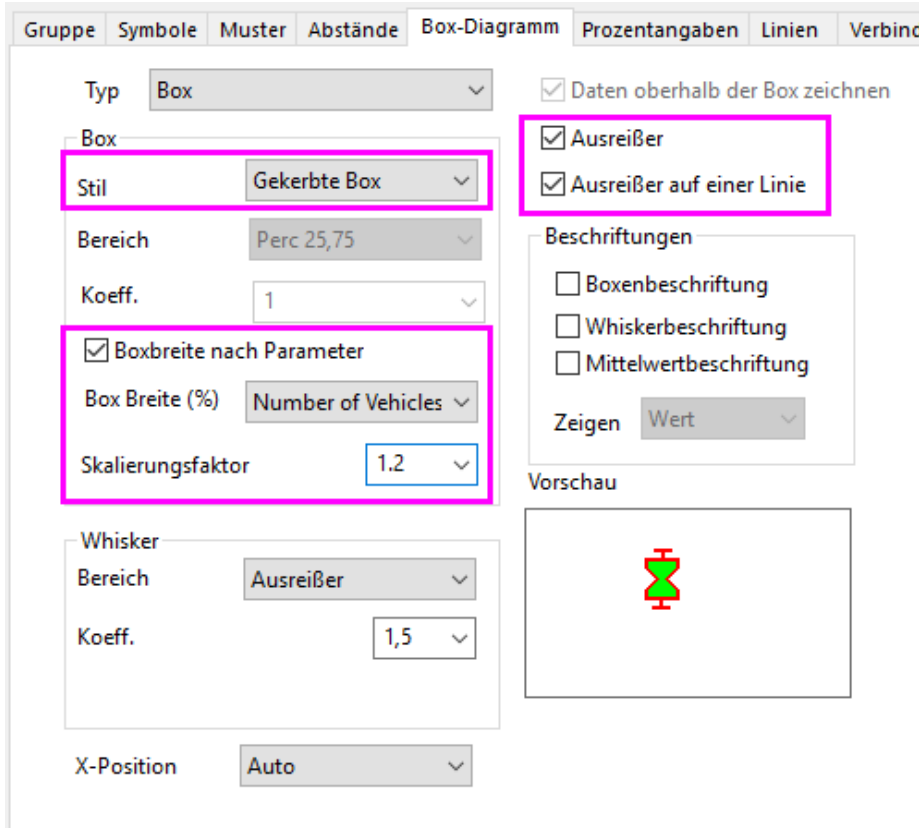 Gruppe Symbole Muster Abstände Box-Diagramm Prozentangaben Linien Verbind
Typ Box
Box
Stil Gekerbte Box
Bereich Perc 25,75
Koeff. 1
Boxbreite nach Parameter
Box Breite (%) Number of Vehicles
Skalierungsfaktor 1.2
Whisker
Bereich Ausreißer
Koeff. 1,5
X-Position Auto
Daten oberhalb der Box zeichnen
Ausreißer
Ausreißer auf einer Linie
Beschriftungen
Boxenbeschriftung
Whiskerbeschriftung
Mittelwertbeschriftung
Zeigen Wert
Vorschau